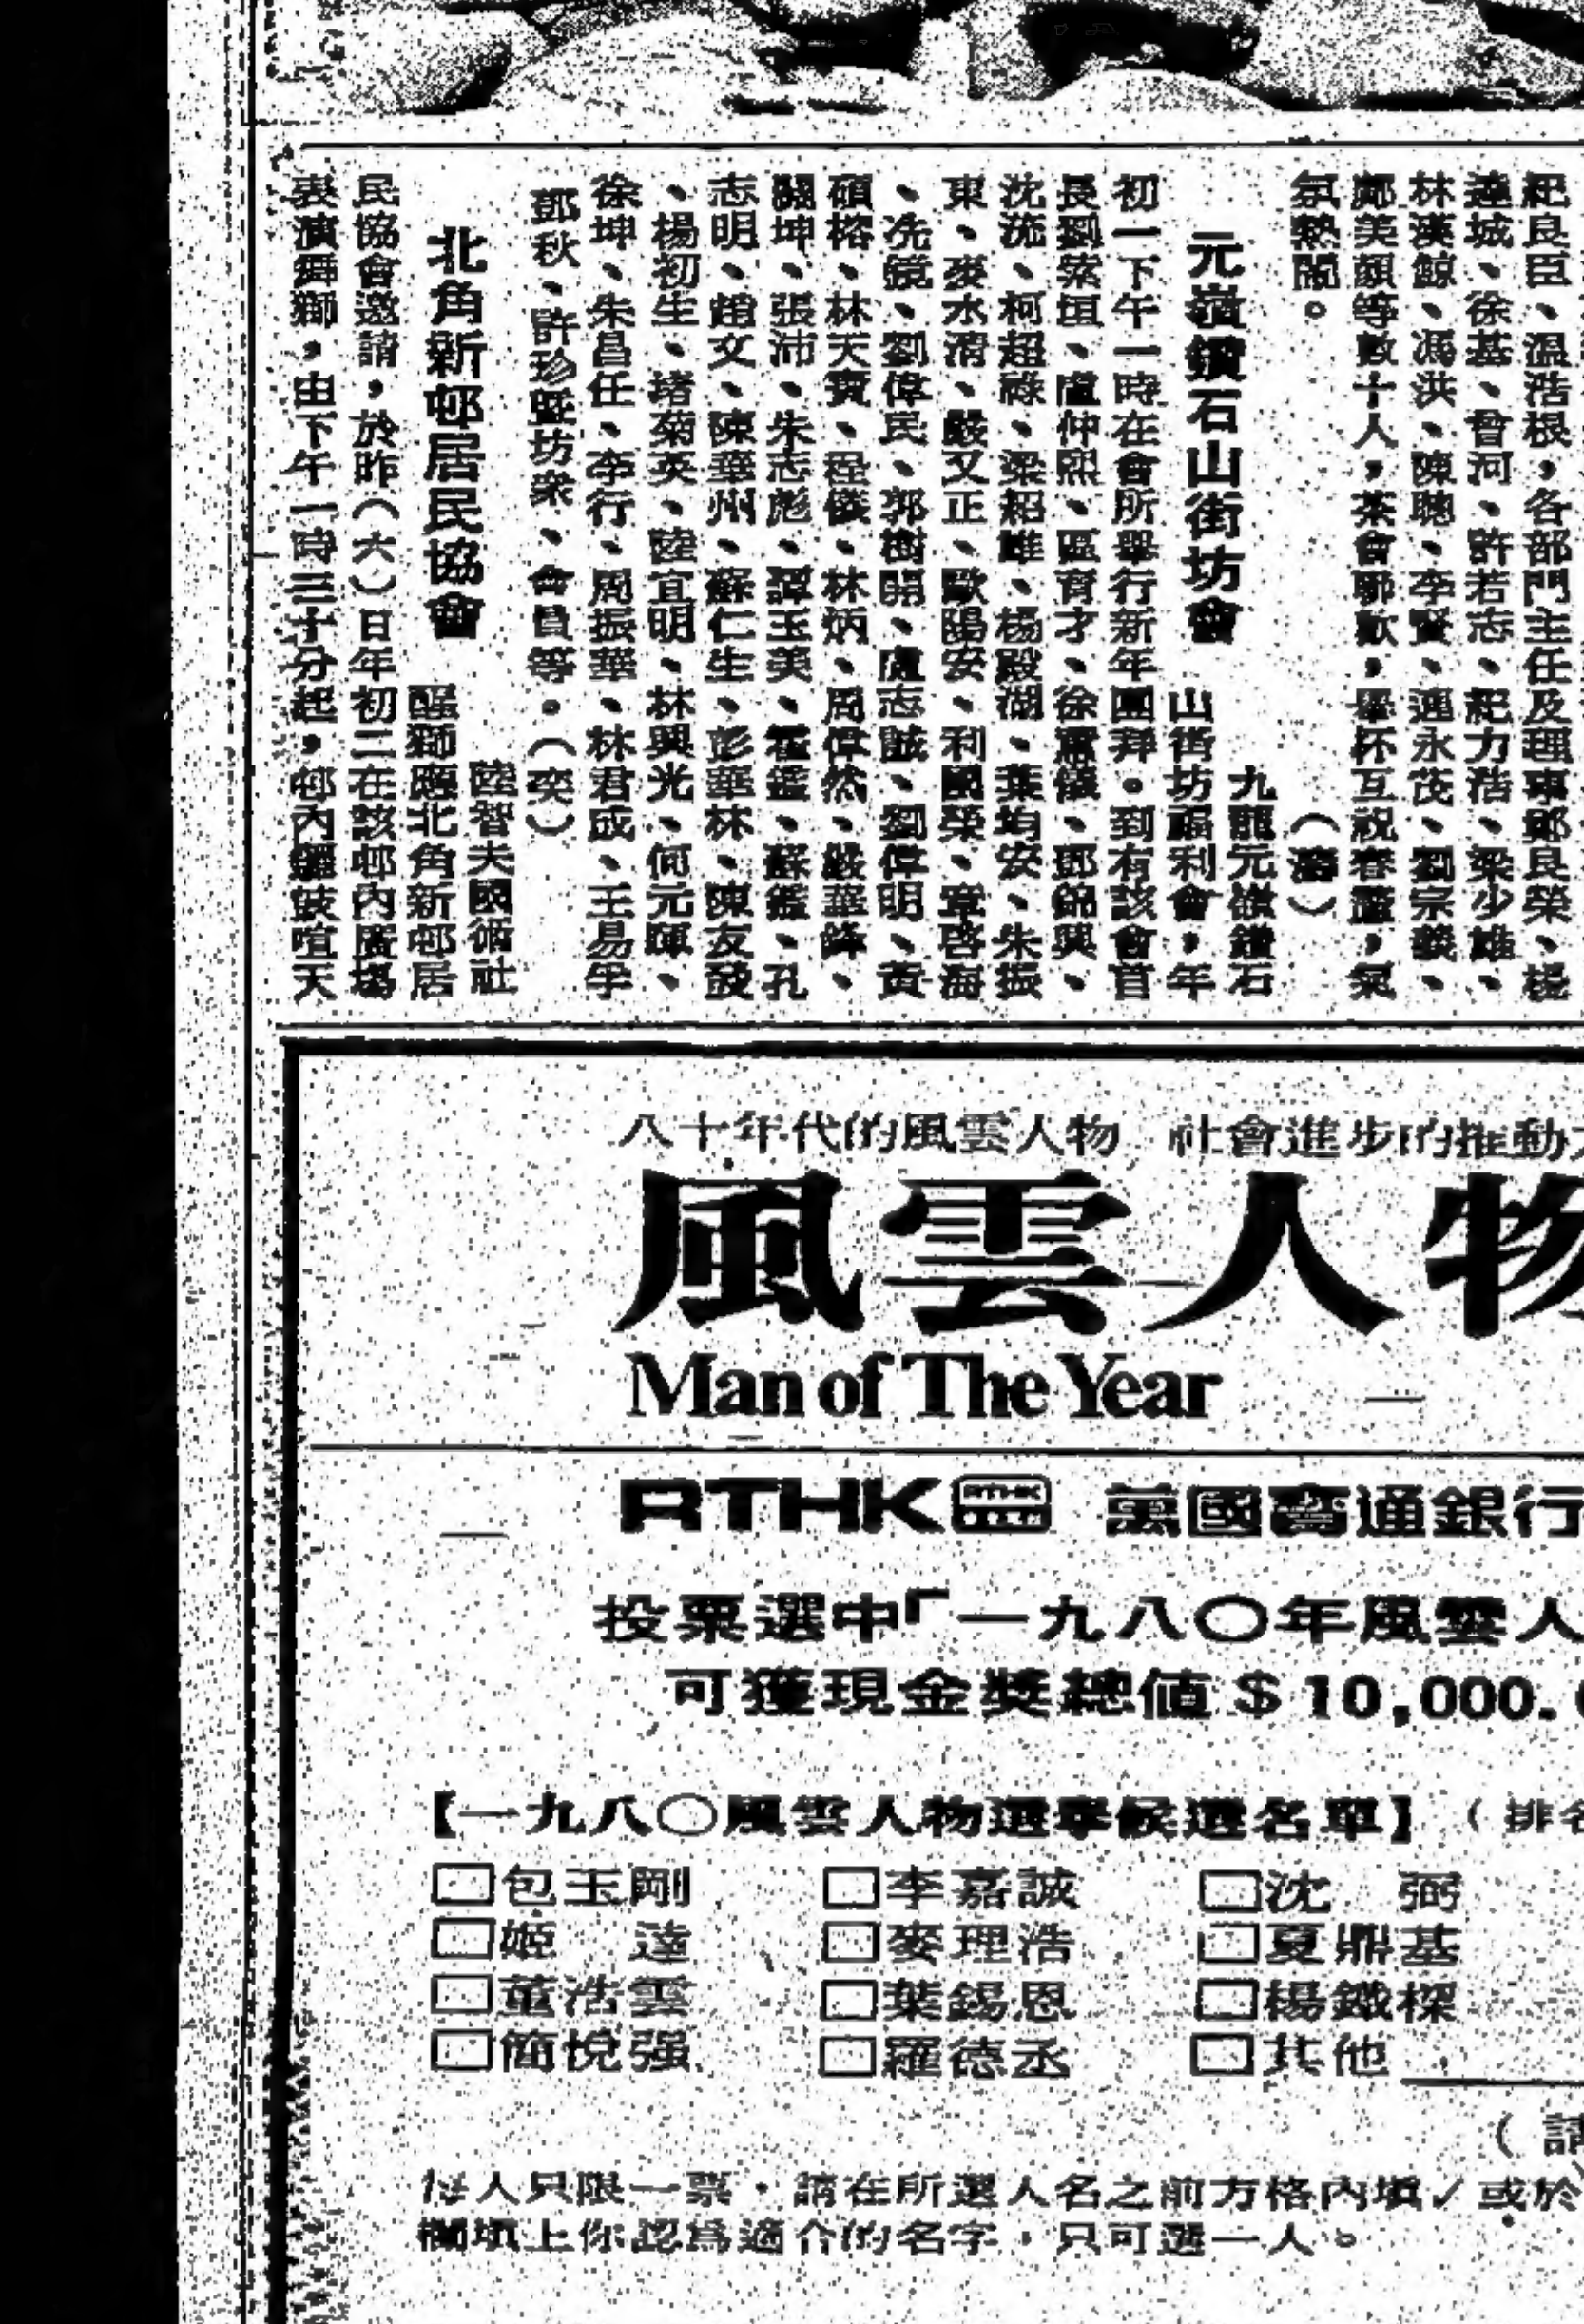 紀良臣、溫浩根，各部門主任及理事鄭良榮、楊
連城、徐基、曾河、許若志、紀力浩、梁少雄、
林漢鯨、馮洪、陳聰、李賢、連永茂、劉宗義、
鄭美顏等數十人，茶會聯歡，舉杯互祝春釐，氣
氛熱鬧。
元嶺鑽石山街坊會
九龍元嶺鑽石
山街坊福利會，年
初一下午一時在會所舉行新年團拜。到有該會首
長劉棠垣、盧仲熙、區育才、徐、鄧錦興、
沈流、柯超祿、梁紹雄、楊殿湖、葉均安、朱振
東、麥水清、嚴又正、歐陽安、利國榮、章啓海
、冼鏡、劉偉民、郭樹開、盧志誠、劉偉明、黃
碩榕、林天寶、程儀、林炳、周偉然、嚴華鋒、
關坤、張沛、朱志彪、譚玉美、霍鑑、蘇鑑、孔
志明、趙文、陳華州、蘇仁生、彭華林、陳友發
、楊初生、堵菊英、陸宜明、林興光、何元暉、
徐坤、朱昌任、李行、周振華、林君成、王易學
鄧秋、許珍暨坊衆、會員等。（奕）
北角新邨居民協會
陸智夫國術社
醒獅應北角新邨居
民協會邀請，於昨（六）日年初二在該邨內廣場
表演舞獅，由下午一時三十分起，邨內鑼鼓喧天
八十年代的風雲人物 社會進步的推動
風雲人物
Man of The Year
RTHK 萬國寶通銀行
投票選中「一九八〇年風雲人
可獲現金獎總值$10,000.
【一九八〇風雲人物選舉候選名單】（排名
□包玉剛 □李嘉誠 □沈 弼
□姬 達 □麥理浩 □夏鼎基
□董浩雲 □葉錫恩 □楊鐵樑
□簡悅强 □羅德丞 □其他
（請
每人只限一票，請在所選人名之前方格內填✓或於
欄填上你認爲適合的名字，只可選一人。